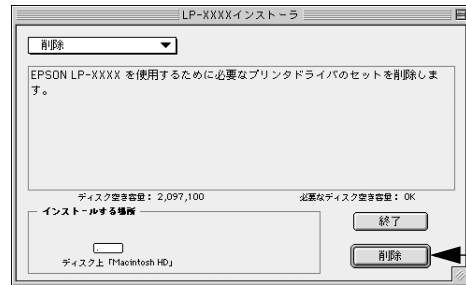 LP-XXXXインストーラ
削除
EPSON LP-XXXX を使用するために必要なプリンタドライバのセットを削除しま
す。
ディスク空き容量： 2,097,100
必要なディスク空き容量： 0K
インストールする場所
終了
ディスク上「Macintosh HD」
削除